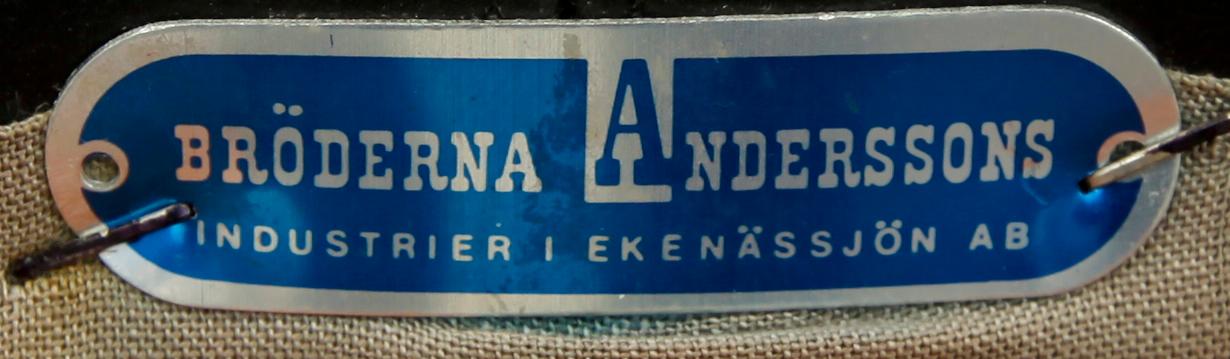 BRÖDERNA ANDERSSONS
INDUSTRIER I EKENÄSSJÖN AB